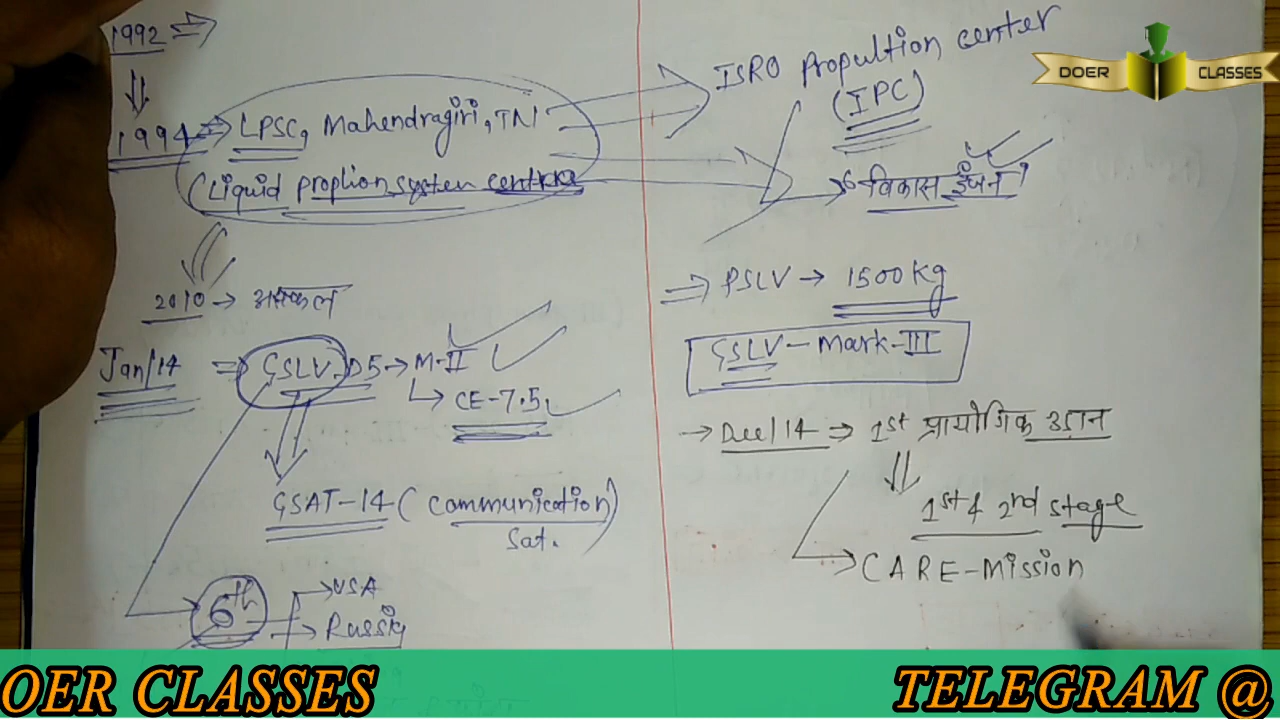 1992 ⇒
⇓
1994 ⇒ LPSC, Mahendragiri, TN
(Liquid proplion system centra
2010 → असफल
Jan/14 ⇒ GSLV-D5 → M-II
↳ CE-7.5
GSAT-14 (communication)
Sat.
6th
→ USA
→ Russia
ISRO Propultion center
(IPC)
विकास इंजन
⇒ PSLV → 1500 kg
GSLV - Mark-III
→ Dec/14 ⇒ 1st प्रायोगिक उड़ान
⇓
1st & 2nd stage
CARE-Mission
DOER CLASSES
OER CLASSES
TELEGRAM @